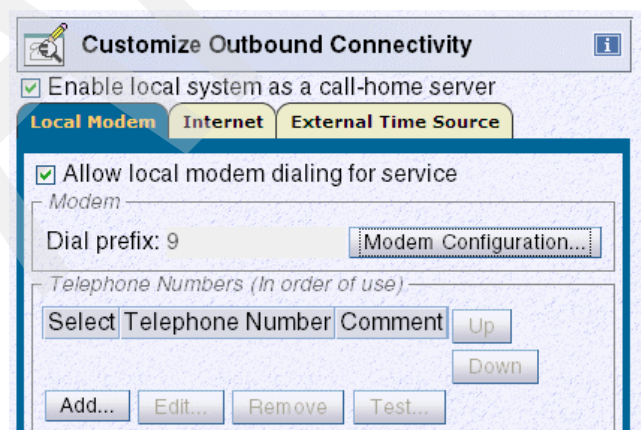 Customize Outbound Connectivity
i
Enable local system as a call-home server
Local Modem Internet External Time Source
Allow local modem dialing for service
Modem
Dial prefix: 9 Modem Configuration...
Telephone Numbers (In order of use)
Select Telephone Number Comment Up
Down
Add... Edit... Remove Test...